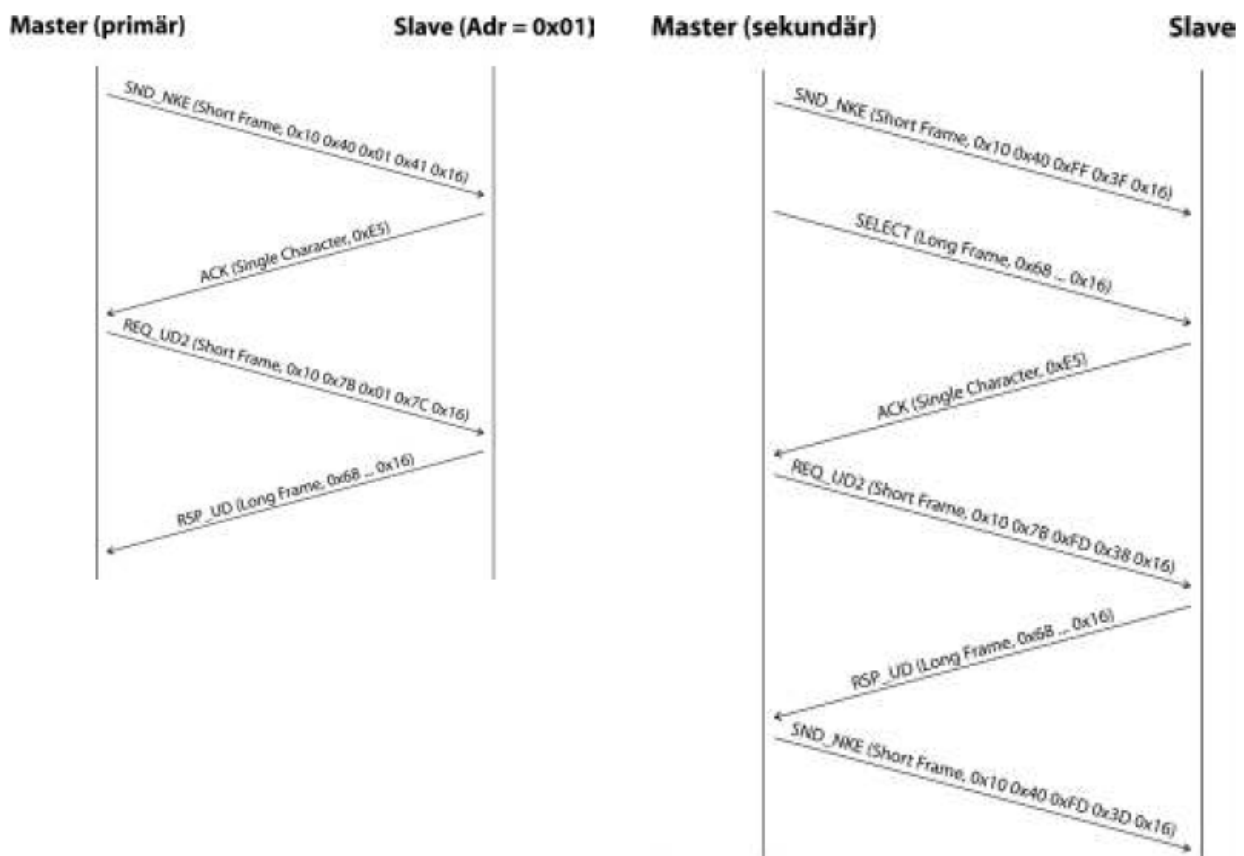 Master (primär)
Slave (Adr = 0x01)
SND_NKE (Short Frame, 0x10 0x40 0x01 0x41 0x16)
ACK (Single Character, 0xE5)
REQ_UD2 (Short Frame, 0x10 0x7B 0x01 0x7C 0x16)
RSP_UD (Long Frame, 0x68 ... 0x16)
Master (sekundär)
Slave
SND_NKE (Short Frame, 0x10 0x40 0xFF 0x3F 0x16)
SELECT (Long Frame, 0x68 ... 0x16)
ACK (Single Character, 0xE5)
REQ_UD2 (Short Frame, 0x10 0x7B 0xFD 0x38 0x16)
RSP_UD (Long Frame, 0x68 ... 0x16)
SND_NKE (Short Frame, 0x10 0x40 0xFD 0x3D 0x16)